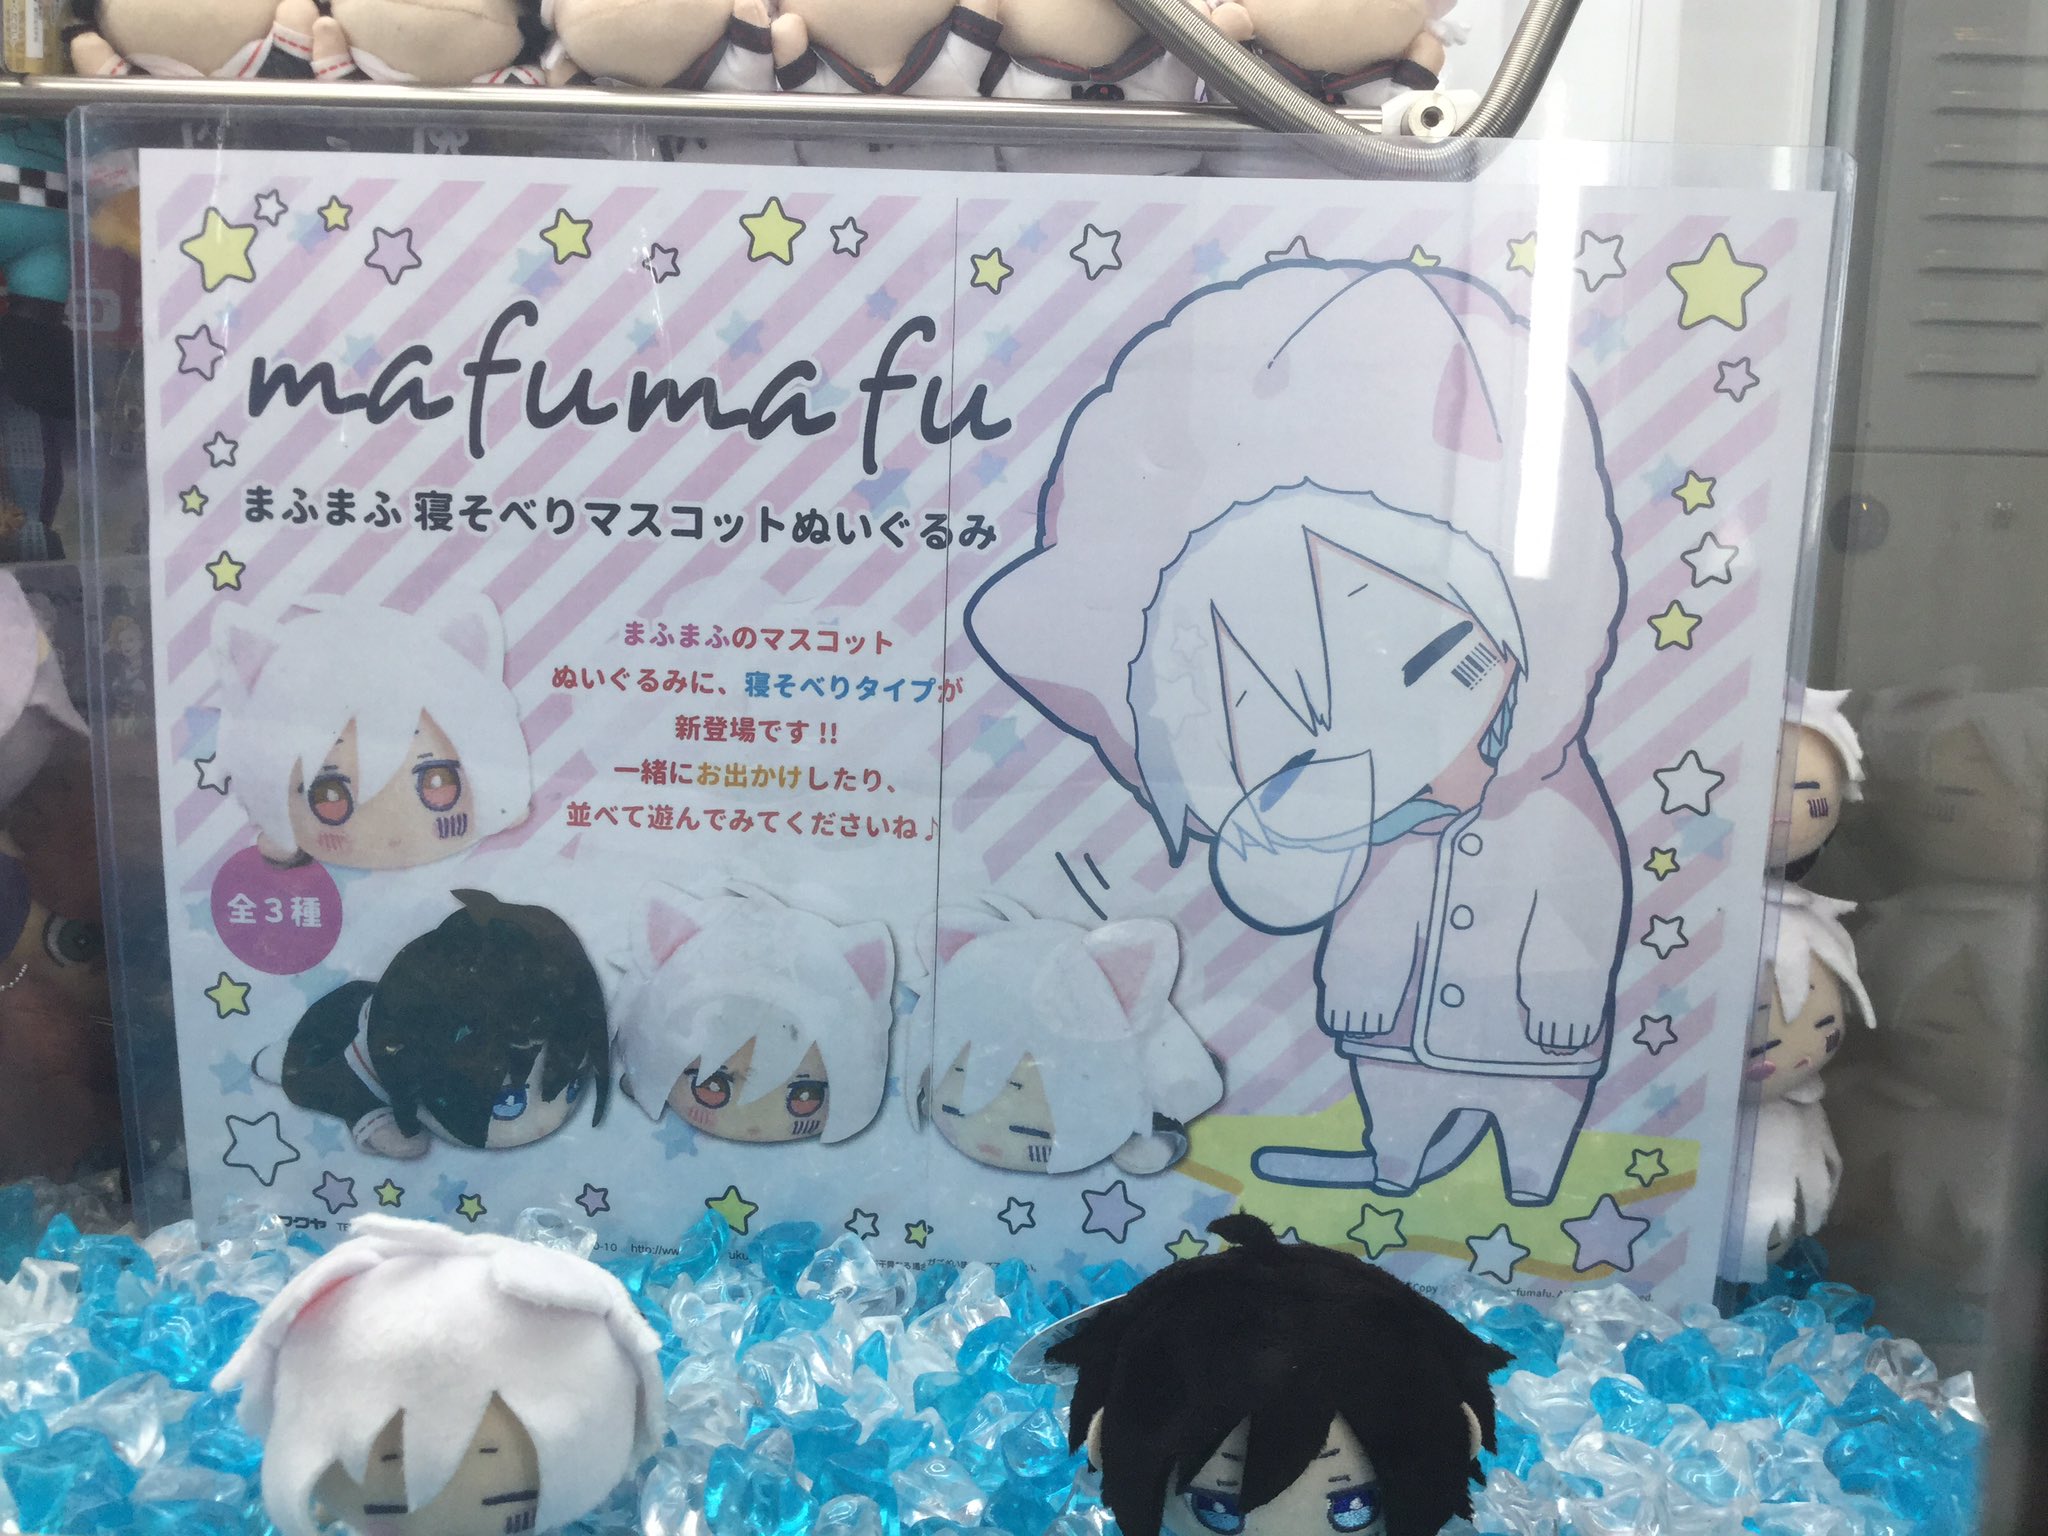 mafumafu
まふまふ 寝そべりマスコットぬいぐるみ
まふまふのマスコット
ぬいぐるみに、寝そべりタイプが
新登場です!!
一緒にお出かけしたり、
並べて遊んでみてくださいね♪
全3種